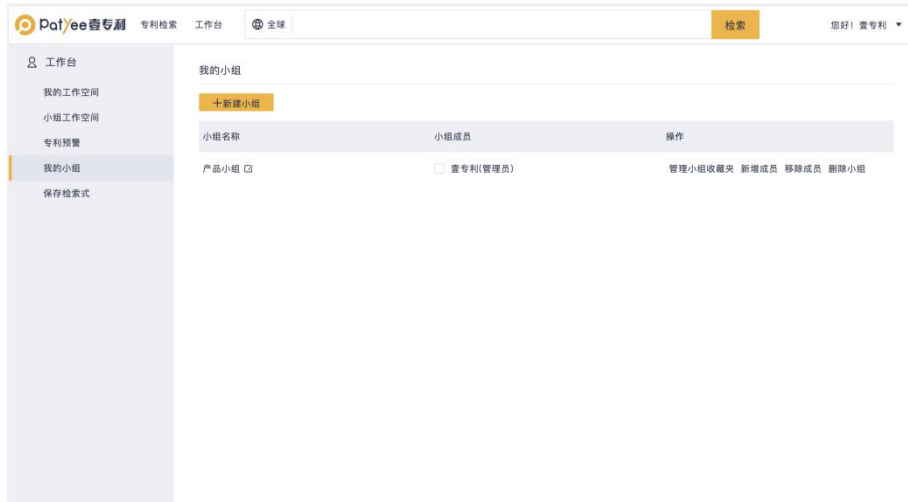 Patyee壹专利 专利检索 工作台 全球 检索 您好！壹专利
工作台
我的工作空间
小组工作空间
专利预警
我的小组
保存检索式
我的小组
+新建小组
小组名称 小组成员 操作
产品小组 壹专利(管理员) 管理小组收藏夹 新增成员 移除成员 删除小组